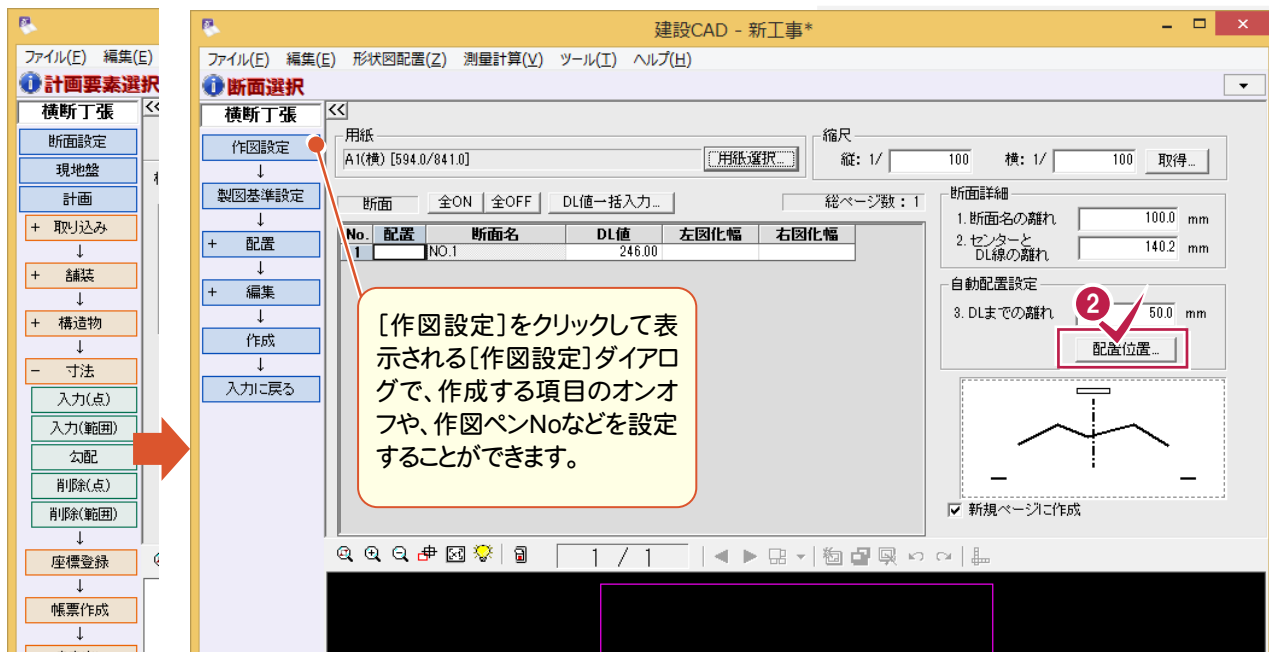 ファイル(F) 編集(E)
計画要素選択
横断丁張 <<
断面設定
現地盤
計画
+ 取り込み
↓
+ 舗装
↓
+ 構造物
↓
- 寸法
入力(点)
入力(範囲)
勾配
削除(点)
削除(範囲)
↓
座標登録
↓
帳票作成
↓
建設CAD - 新工事*
ファイル(F) 編集(E) 形状図配置(Z) 測量計算(V) ツール(T) ヘルプ(H)
断面選択
横断丁張 <<
作図設定
↓
製図基準設定
↓
+ 配置
↓
+ 編集
↓
作成
↓
入力に戻る
用紙
A1(横) [594.0/841.0] 用紙選択...
縮尺
縦: 1/ 100 横: 1/ 100 取得...
断面 全ON 全OFF DL値一括入力... 総ページ数: 1
No. 配置 断面名 DL値 左図化幅 右図化幅
1 NO.1 246.00
断面詳細
1. 断面名の離れ 100.0 mm
2. センターと
DL線の離れ 140.2 mm
自動配置設定
3. DLまでの離れ 50.0 mm
2
配置位置...
新規ページに作成
[作図設定]をクリックして表
示される[作図設定]ダイアロ
グで、作成する項目のオンオ
フや、作図ペンNoなどを設定
することができます。
1 / 1